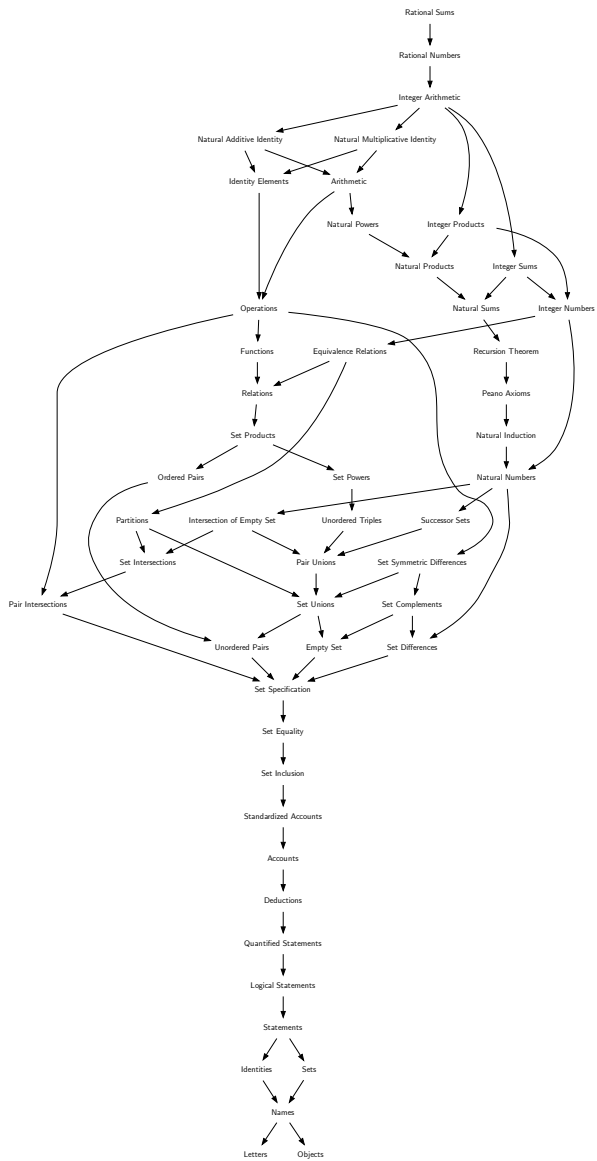 Rational Sums
Rational Numbers
Integer Arithmetic
Natural Additive Identity
Natural Multiplicative Identity
Identity Elements
Arithmetic
Natural Powers
Integer Products
Natural Products
Integer Sums
Operations
Natural Sums
Integer Numbers
Functions
Equivalence Relations
Recursion Theorem
Relations
Peano Axioms
Set Products
Natural Induction
Ordered Pairs
Set Powers
Natural Numbers
Partitions
Intersection of Empty Set
Unordered Triples
Successor Sets
Set Intersections
Pair Unions
Set Symmetric Differences
Pair Intersections
Set Unions
Set Complements
Unordered Pairs
Empty Set
Set Differences
Set Specification
Set Equality
Set Inclusion
Standardized Accounts
Accounts
Deductions
Quantified Statements
Logical Statements
Statements
Identities
Sets
Names
Letters
Objects